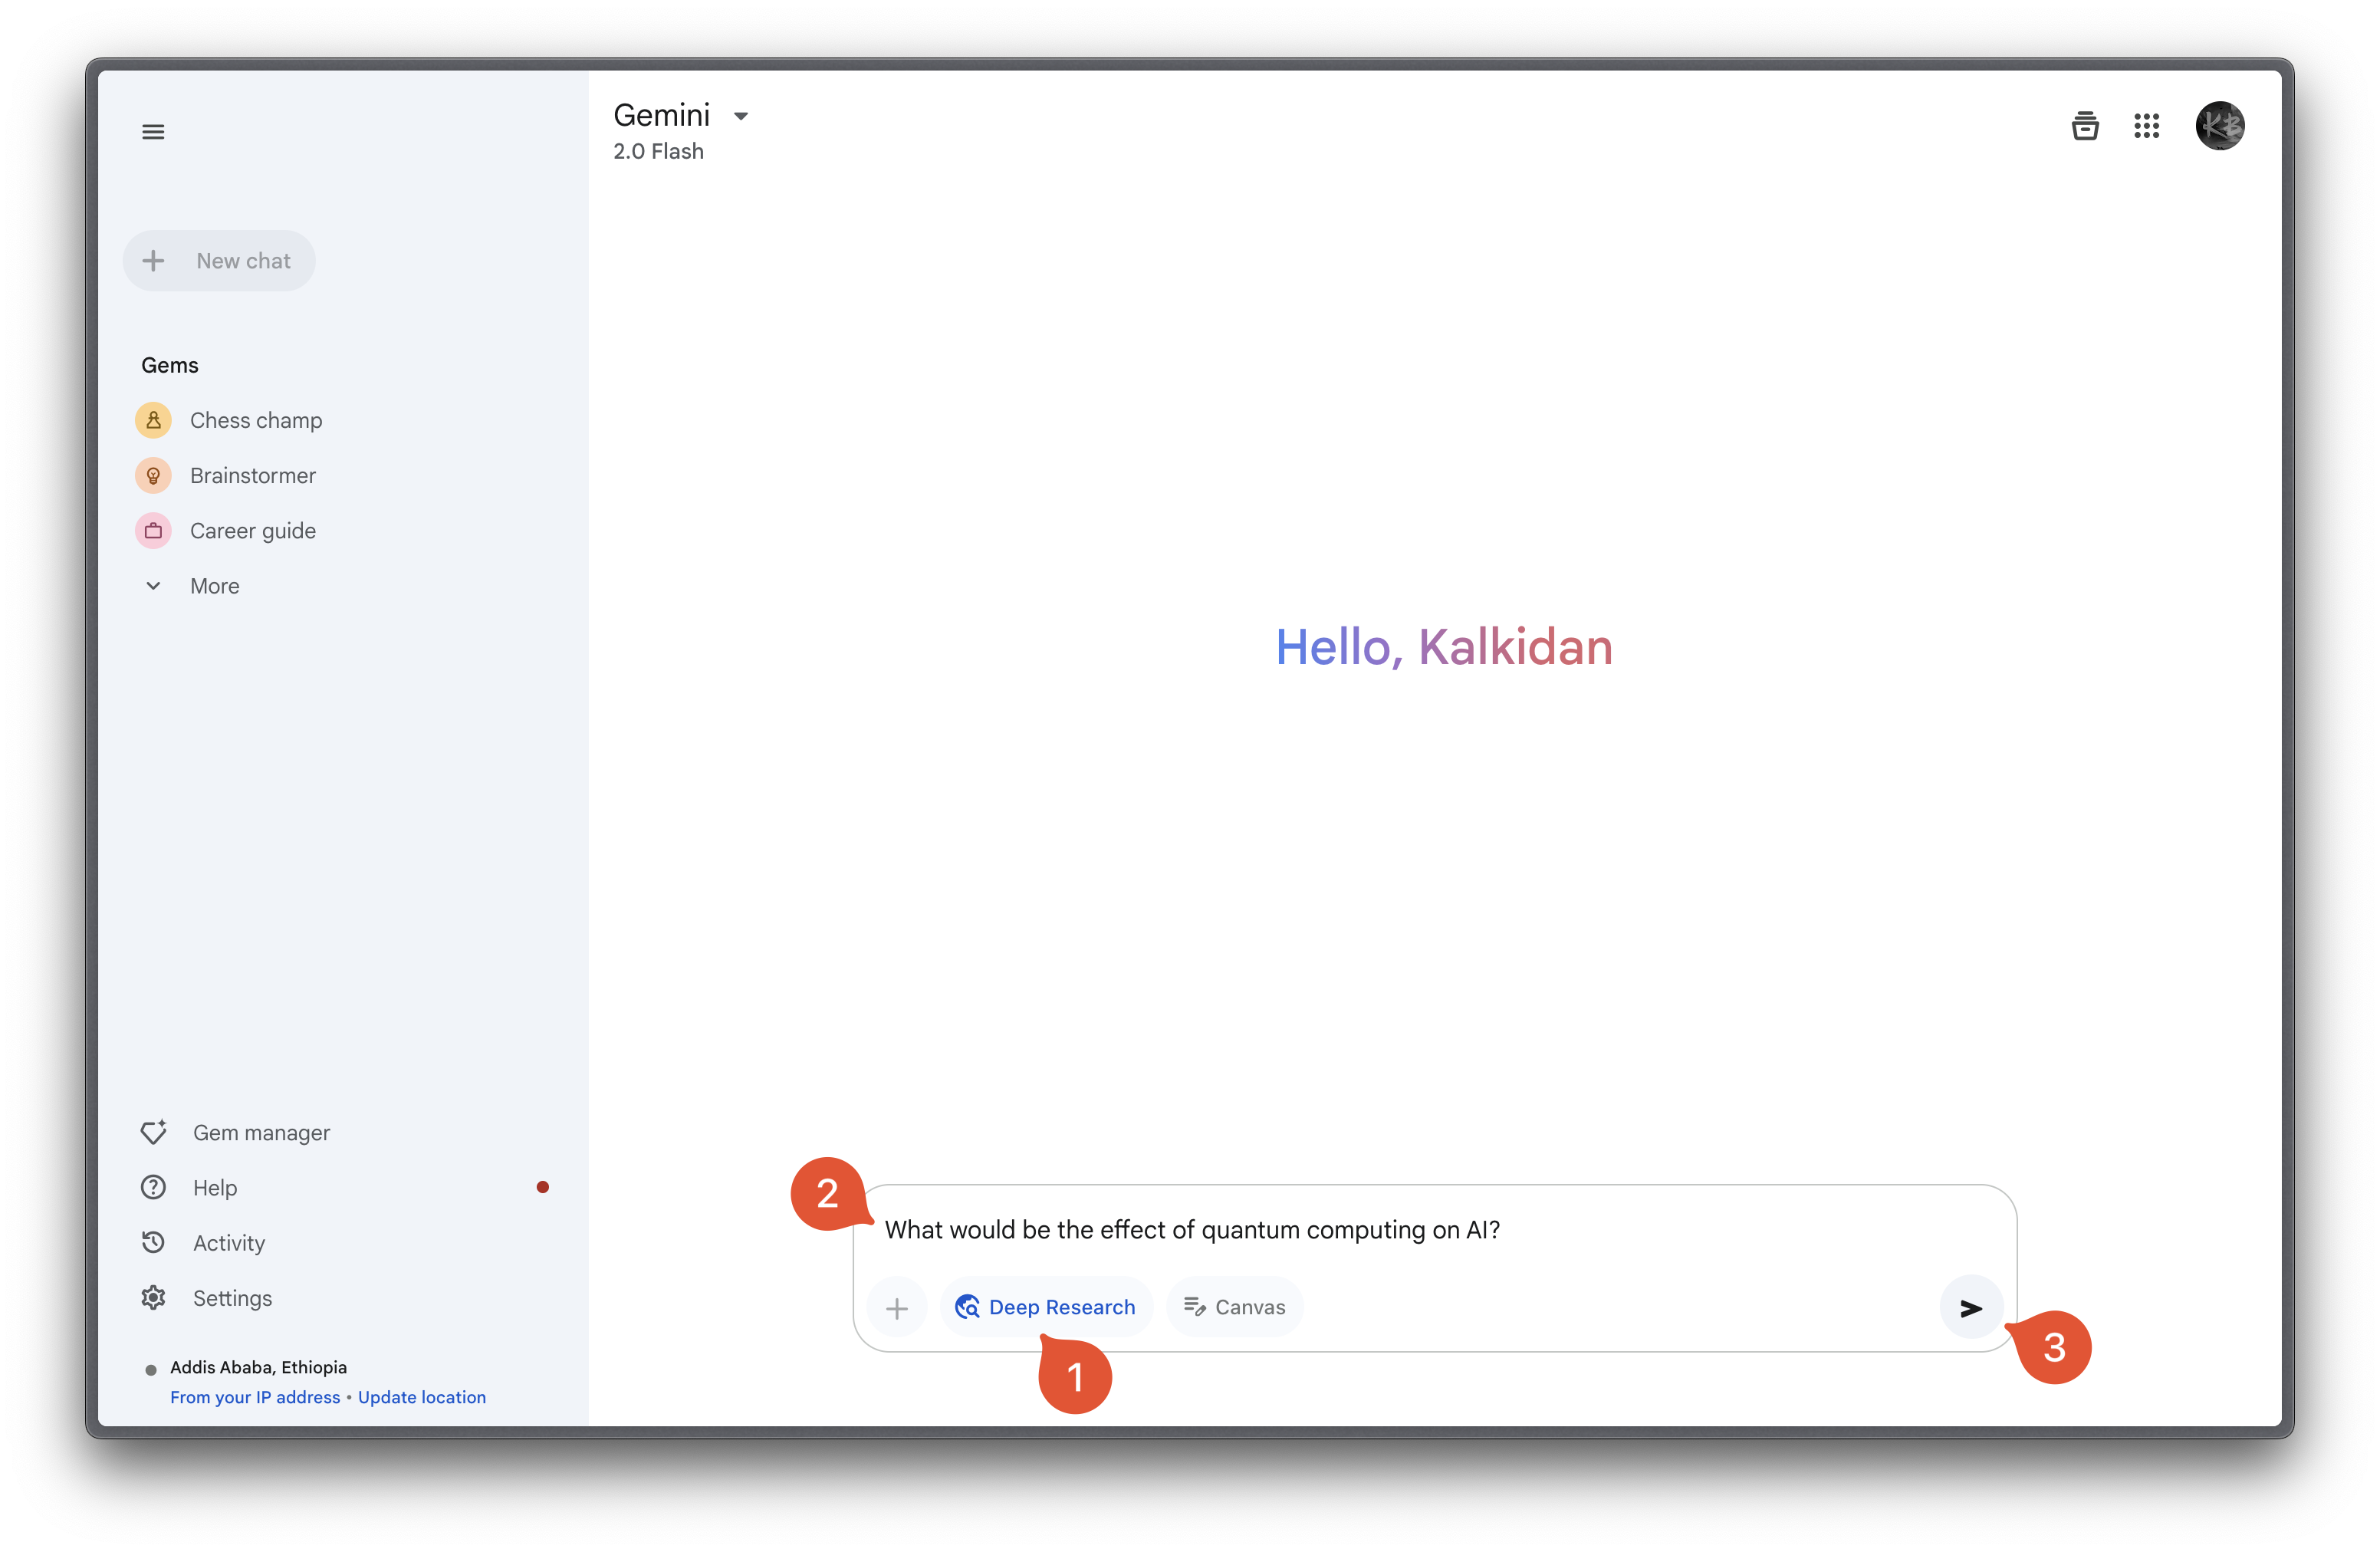 Gemini
2.0 Flash
KB
New chat
Gems
Chess champ
Brainstormer
Career guide
More
Hello, Kalkidan
Gem manager
Help
Activity
Settings
Addis Ababa, Ethiopia
From your IP address • Update location
2
What would be the effect of quantum computing on AI?
Deep Research
Canvas
1
3